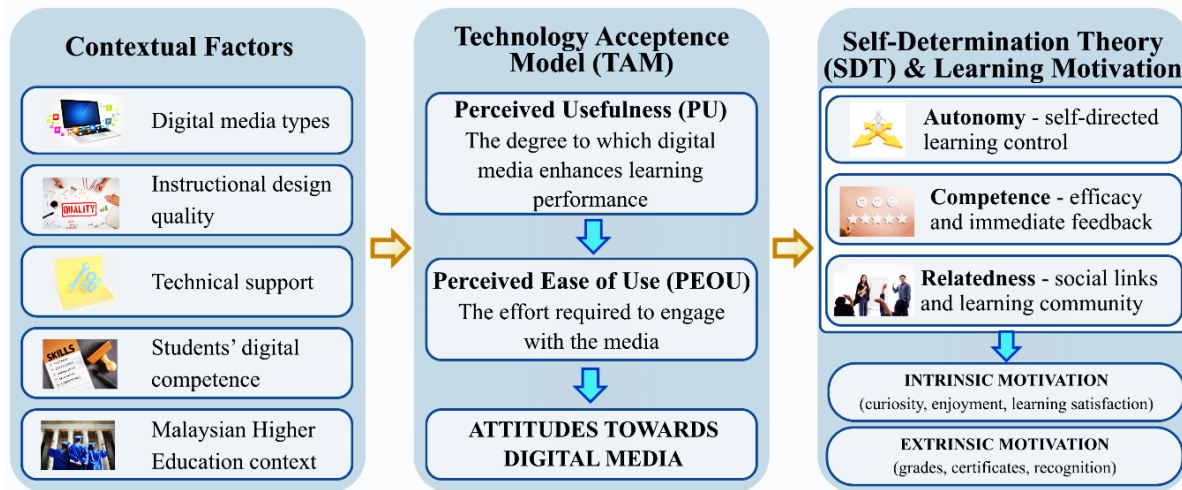 Contextual Factors
Digital media types
Instructional design
quality
Technical support
Students’ digital
competence
Malaysian Higher
Education context
QUALITY
SKILLS
Technology Acceptence
Model (TAM)
Perceived Usefulness (PU)
The degree to which digital
media enhances learning
performance
Perceived Ease of Use (PEOU)
The effort required to engage
with the media
ATTITUDES TOWARDS
DIGITAL MEDIA
Self-Determination Theory
(SDT) & Learning Motivation
Autonomy - self-directed
learning control
Competence - efficacy
and immediate feedback
Relatedness - social links
and learning community
INTRINSIC MOTIVATION
(curiosity, enjoyment, learning satisfaction)
EXTRINSIC MOTIVATION
(grades, certificates, recognition)